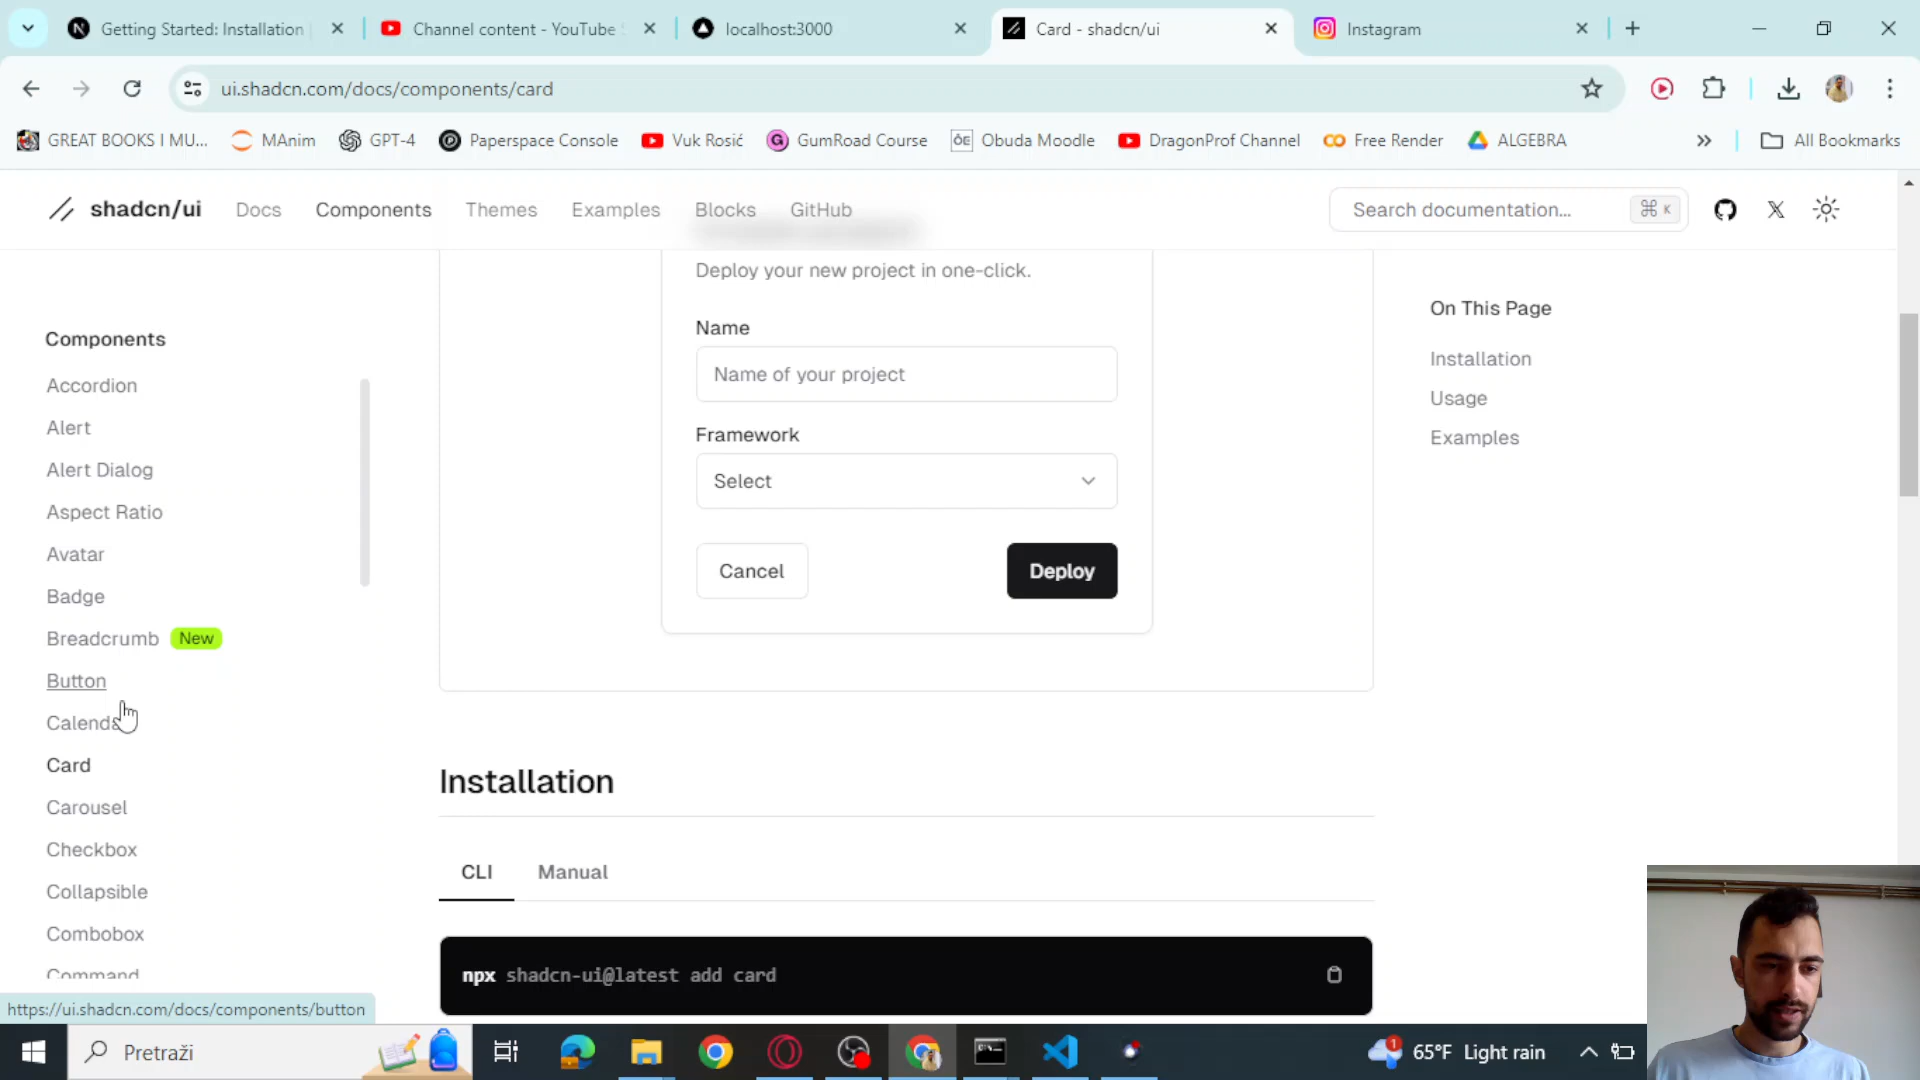 Getting Started: Installation
Channel content - YouTube
localhost:3000
Card - shadcn/ui
Instagram
ui.shadcn.com/docs/components/card
GREAT BOOKS I MU...
MAnim
GPT-4
Paperspace Console
Vuk Rosić
GumRoad Course
Obuda Moodle
DragonProf Channel
Free Render
ALGEBRA
All Bookmarks
shadcn/ui
Docs
Components
Themes
Examples
Blocks
GitHub
Search documentation...
⌘ K
Components
Accordion
Alert
Alert Dialog
Aspect Ratio
Avatar
Badge
Breadcrumb New
Button
Calenda
Card
Carousel
Checkbox
Collapsible
Combobox
Command
Deploy your new project in one-click.
Name
Name of your project
Framework
Select
Cancel
Deploy
Installation
CLI
Manual
npx shadcn-ui@latest add card
On This Page
Installation
Usage
Examples
https://ui.shadcn.com/docs/components/button
Pretraži
1
65°F Light rain